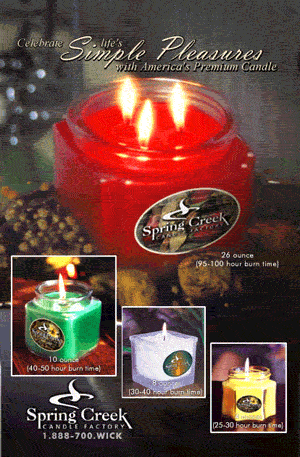 Celebrate life's
Simple Pleasures
with America's Premium Candle
Spring Creek
CANDLE FACTORY
26 ounce
(95-100 hour burn time)
10 ounce
(40-50 hour burn time)
(30-40 hour burn time)
(25-30 hour burn time)
Spring Creek
CANDLE FACTORY
1.888-700.WICK